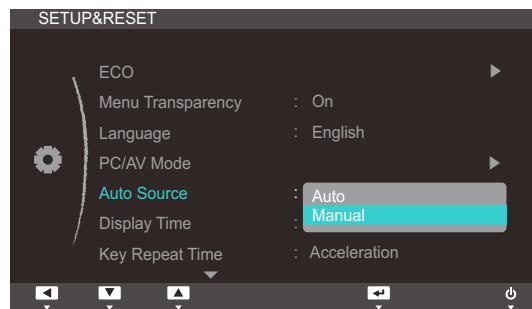 SETUP&RESET
ECO
Menu Transparency : On
Language : English
PC/AV Mode
Auto Source : Auto
Manual
Display Time :
Key Repeat Time : Acceleration